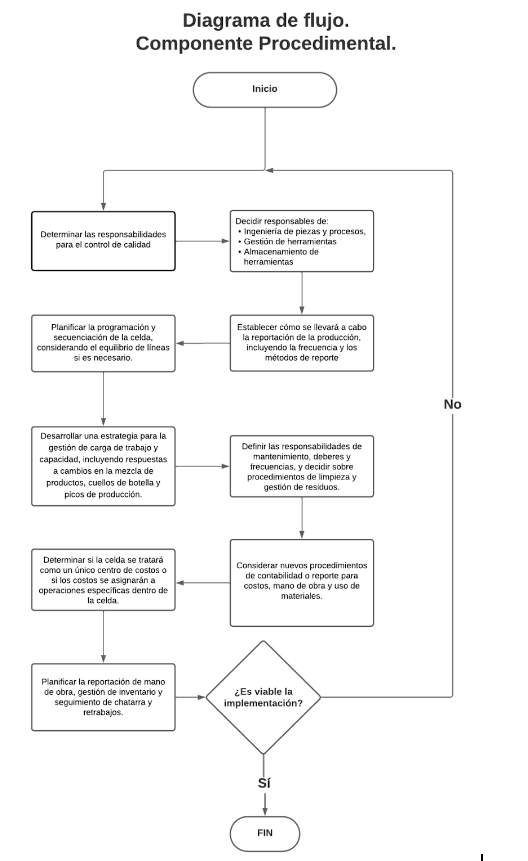 Diagrama de flujo.
Componente Procedimental.
Inicio
Determinar las responsabilidades
para el control de calidad
Decidir responsables de:
• Ingeniería de piezas y procesos,
• Gestión de herramientas
• Almacenamiento de
herramientas
Establecer cómo se llevará a cabo
la reportación de la producción,
incluyendo la frecuencia y los
métodos de reporte
Planificar la programación y
secuenciación de la celda,
considerando el equilibrio de líneas
si es necesario.
Desarrollar una estrategia para la
gestión de carga de trabajo y
capacidad, incluyendo respuestas
a cambios en la mezcla de
productos, cuellos de botella y
picos de producción.
Definir las responsabilidades de
mantenimiento, deberes y
frecuencias, y decidir sobre
procedimientos de limpieza y
gestión de residuos.
Considerar nuevos procedimientos
de contabilidad o reporte para
costos, mano de obra y uso de
materiales.
Determinar si la celda se tratará
como un único centro de costos o
si los costos se asignarán a
operaciones específicas dentro de
la celda.
Planificar la reportación de mano
de obra, gestión de inventario y
seguimiento de chatarra y
retrabajos.
¿Es viable la
implementación?
No
Sí
FIN